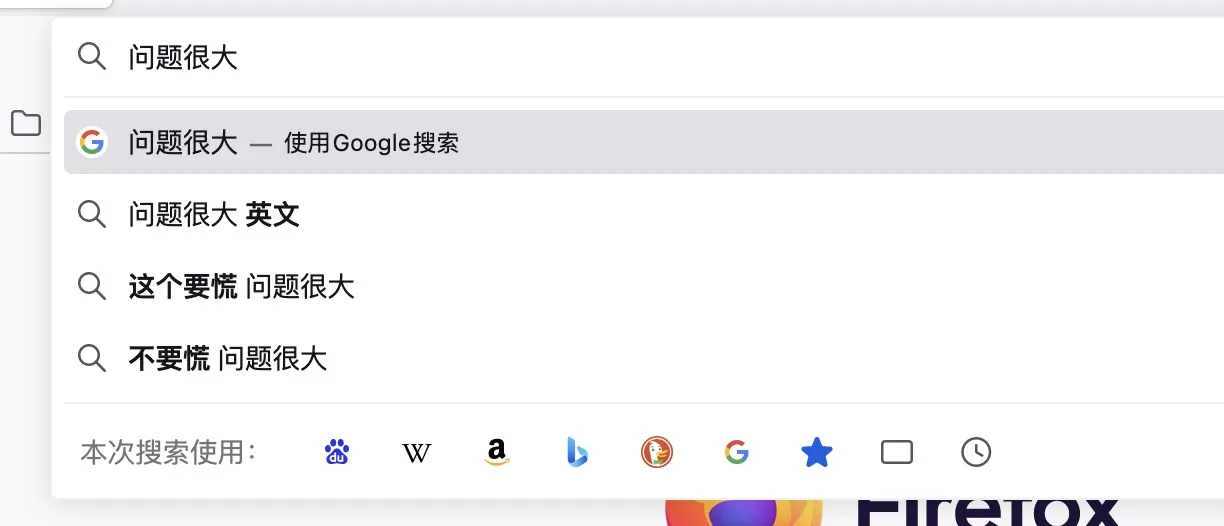 问题很大
问题很大 — 使用Google搜索
问题很大 英文
这个要慌 问题很大
不要慌 问题很大
本次搜索使用:
Firefox